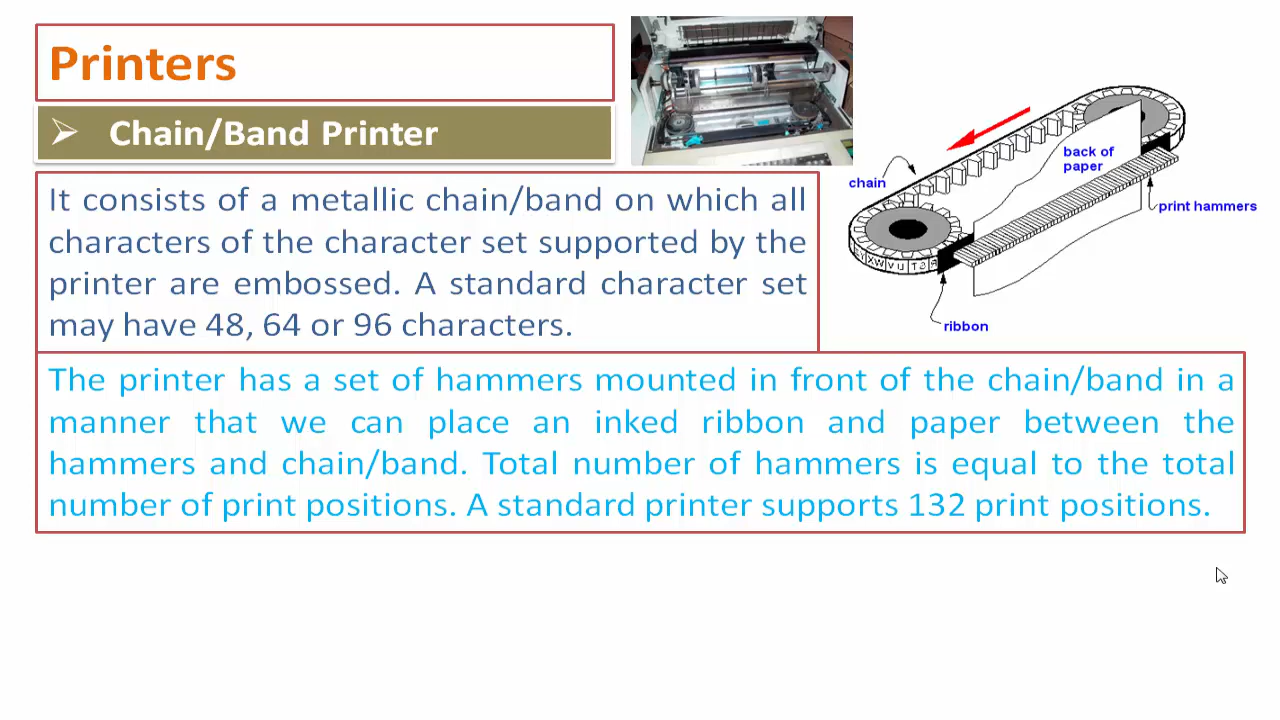 Printers
➢ Chain/Band Printer
It consists of a metallic chain/band on which all
characters of the character set supported by the
printer are embossed. A standard character set
may have 48, 64 or 96 characters.
chain
back of
paper
print hammers
ribbon
The printer has a set of hammers mounted in front of the chain/band in a
manner that we can place an inked ribbon and paper between the
hammers and chain/band. Total number of hammers is equal to the total
number of print positions. A standard printer supports 132 print positions.